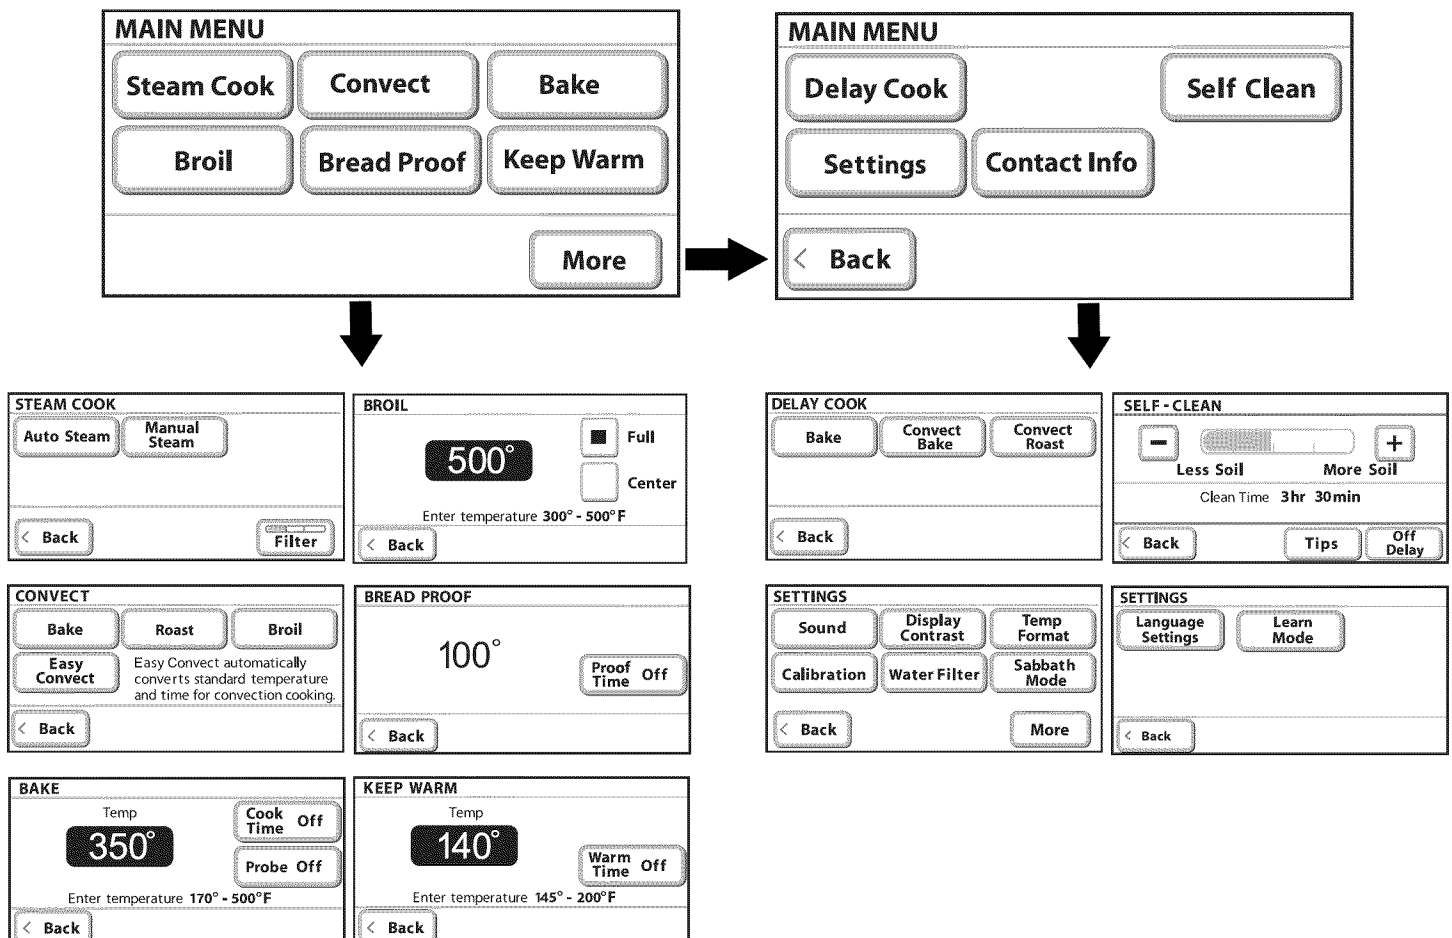 MAIN MENU
Steam Cook
Convect
Bake
Broil
Bread Proof
Keep Warm
More
MAIN MENU
Delay Cook
Self Clean
Settings
Contact Info
< Back
STEAM COOK
Auto Steam
Manual
Steam
< Back
Filter
BROIL
500°
Full
Center
Enter temperature 300° - 500°F
< Back
DELAY COOK
Bake
Convect
Bake
Convect
Roast
< Back
SELF - CLEAN
−
+
Less Soil
More Soil
Clean Time 3hr 30min
< Back
Tips
Off
Delay
CONVECT
Bake
Roast
Broil
Easy
Convect
Easy Convect automatically
converts standard temperature
and time for convection cooking.
< Back
BREAD PROOF
100°
Proof
Time Off
< Back
SETTINGS
Sound
Display
Contrast
Temp
Format
Calibration
Water Filter
Sabbath
Mode
< Back
More
SETTINGS
Language
Settings
Learn
Mode
< Back
BAKE
Temp
350°
Cook
Time Off
Probe Off
Enter temperature 170° - 500°F
< Back
KEEP WARM
Temp
140°
Warm
Time Off
Enter temperature 145° - 200°F
< Back